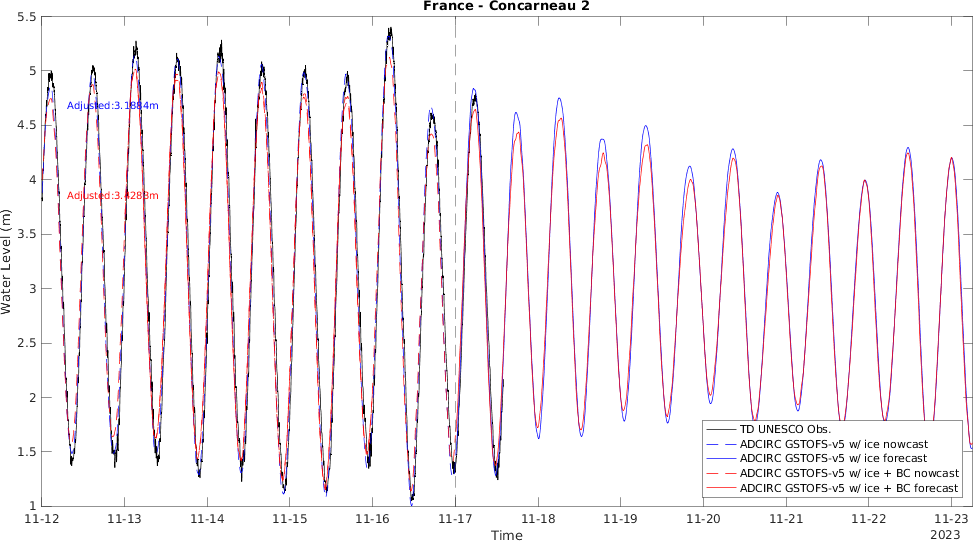 France - Concarneau 2
5.5
5
4.5
4
3.5
3
2.5
2
1.5
1
Water Level (m)
Adjusted:3.1884m
TD UNESCO Obs.
ADCIRC GSTOFS-v5 w/ ice nowcast
ADCIRC GSTOFS-v5 w/ ice forecast
ADCIRC GSTOFS-v5 w/ ice + BC nowcast
ADCIRC GSTOFS-v5 w/ ice + BC forecast
11-12 11-13 11-14 11-15 11-16 11-17 11-18 11-19 11-20 11-21 11-22 11-23
Time
2023